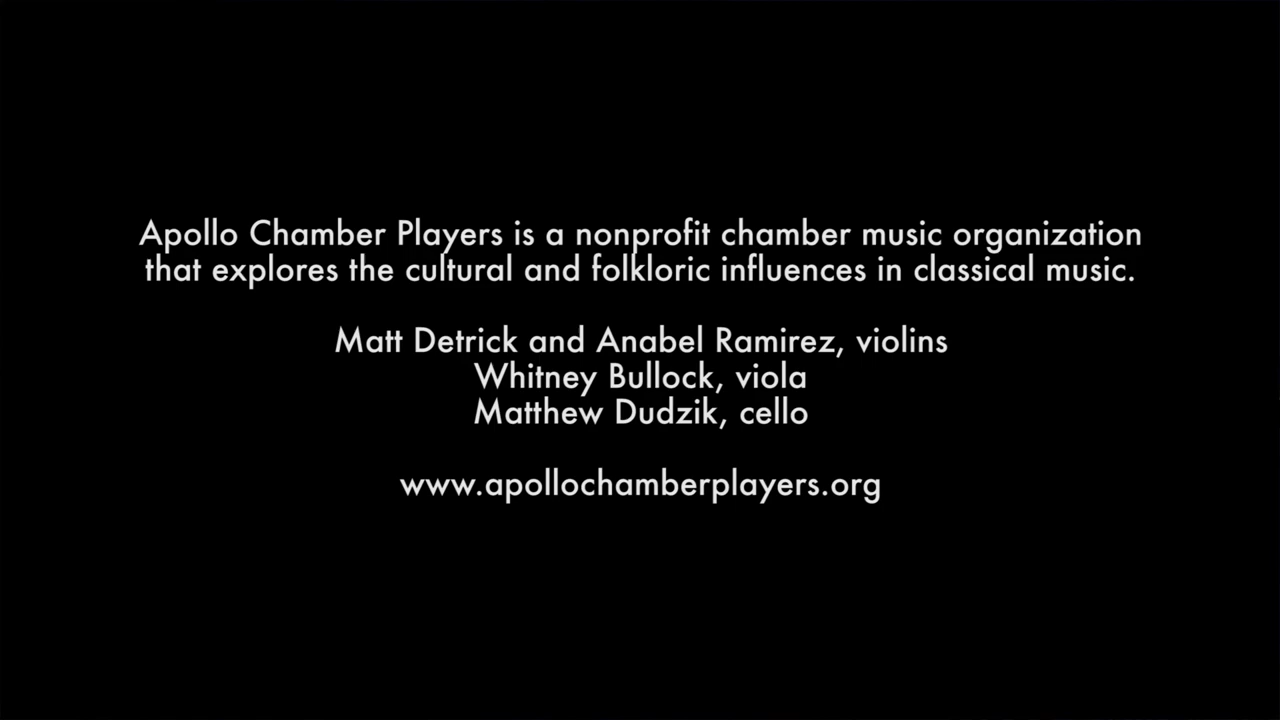 Apollo Chamber Players is a nonprofit chamber music organization
that explores the cultural and folkloric influences in classical music.
Matt Detrick and Anabel Ramirez, violins
Whitney Bullock, viola
Matthew Dudzik, cello
www.apollochamberplayers.org